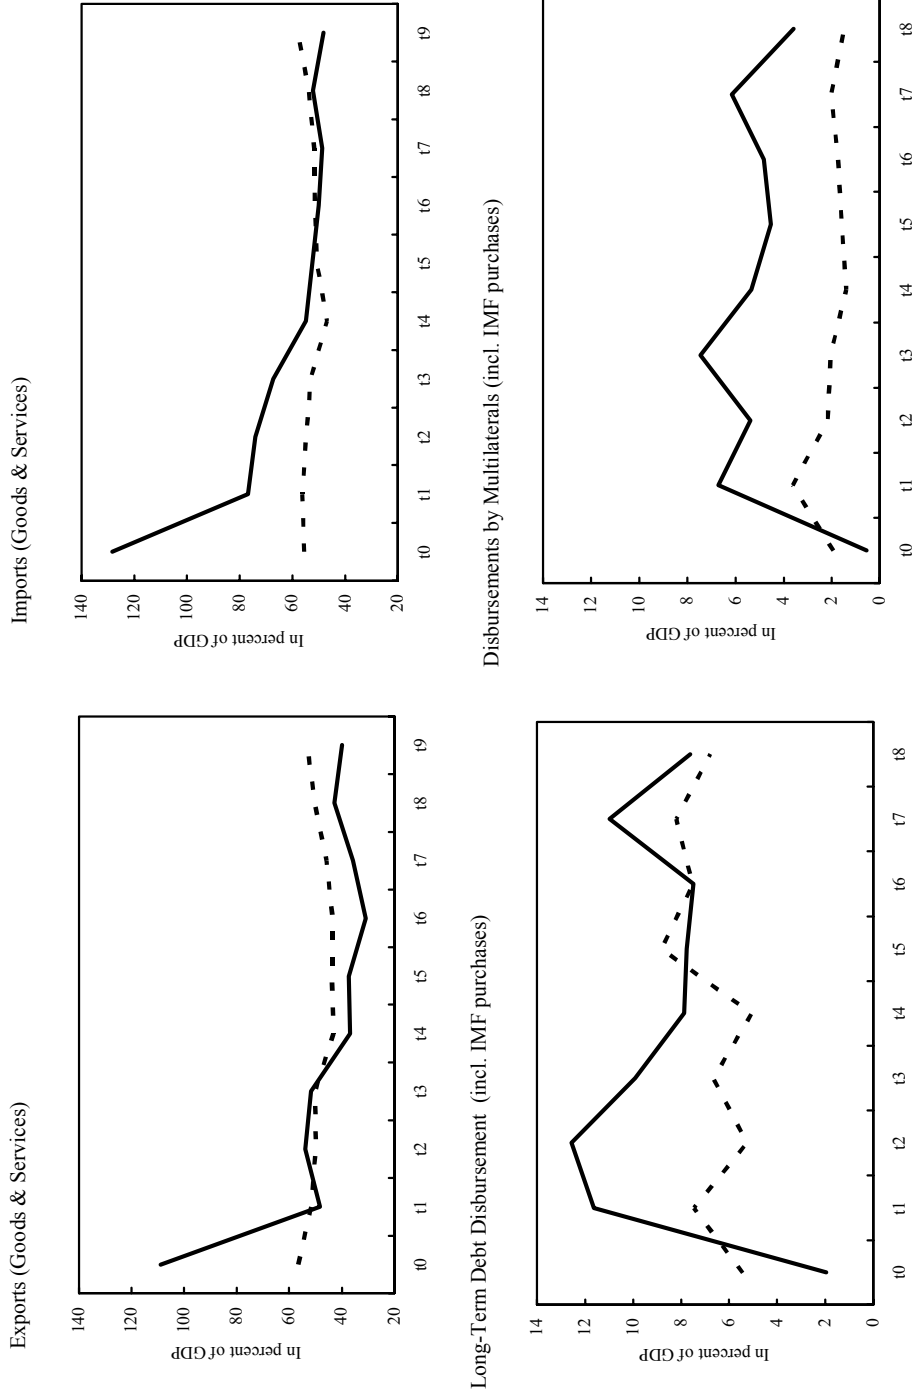 Exports (Goods & Services)
In percent of GDP
140
120
100
80
60
40
20
t0
t1
t2
t3
t4
t5
t6
t7
t8
t9
Imports (Goods & Services)
In percent of GDP
140
120
100
80
60
40
20
t0
t1
t2
t3
t4
t5
t6
t7
t8
t9
Long-Term Debt Disbursement (incl. IMF purchases)
In percent of GDP
14
12
10
8
6
4
2
0
t0
t1
t2
t3
t4
t5
t6
t7
t8
Disbursements by Multilaterals (incl. IMF purchases)
In percent of GDP
14
12
10
8
6
4
2
0
t0
t1
t2
t3
t4
t5
t6
t7
t8